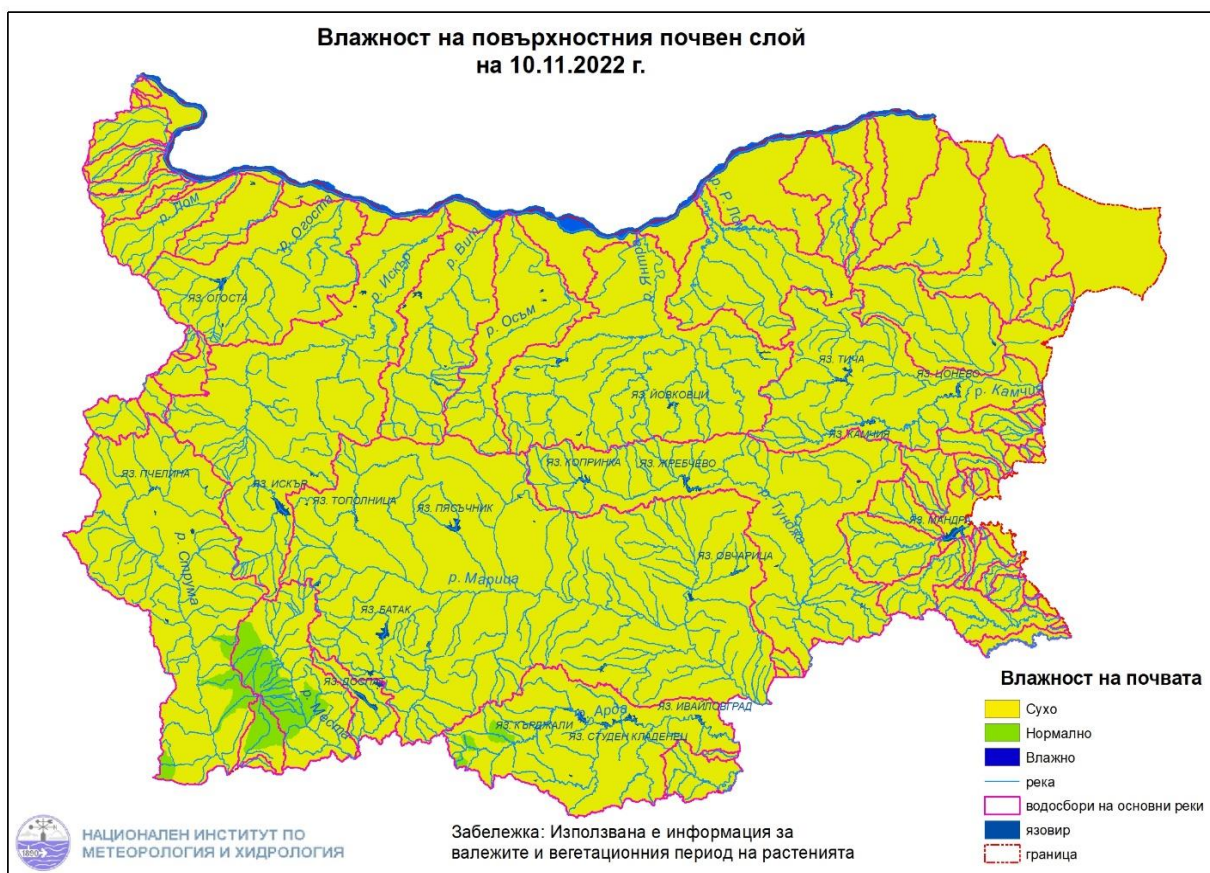 Влажност на повърхностния почвен слой
на 10.11.2022 г.
р. Лом
р. Огоста
р. Искър
р. Вит
р. Осъм
р. Янтра
р. Р Лом
ЯЗ. ОГОСТА
ЯЗ. ТИЧА
ЯЗ. ЦОНЕВО
р. Камчия
ЯЗ. ЙОВКОВЦИ
ЯЗ. КАМЧИЯ
ЯЗ. ПЧЕЛИНА
ЯЗ. ИСКЪР
ЯЗ. ТОПОЛНИЦА
ЯЗ. ПЯСЪЧНИК
ЯЗ. КОПРИНКА
ЯЗ. ЖРЕБЧЕВО
р. Тунджа
ЯЗ. МАНДРА
р. Струма
р. Марица
ЯЗ. ОВЧАРИЦА
ЯЗ. БАТАК
ЯЗ. ДОСПАТ
р. Места
р. Арда
ЯЗ. КЪРДЖАЛИ
ЯЗ. СТУДЕН КЛАДЕНЕЦ
ЯЗ. ИВАЙЛОВГРАД
Влажност на почвата
Сухо
Нормално
Влажно
река
водосбори на основни реки
язовир
граница
1890
НАЦИОНАЛЕН ИНСТИТУТ ПО
МЕТЕОРОЛОГИЯ И ХИДРОЛОГИЯ
Забележка: Използвана е информация за
валежите и вегетационния период на растенията